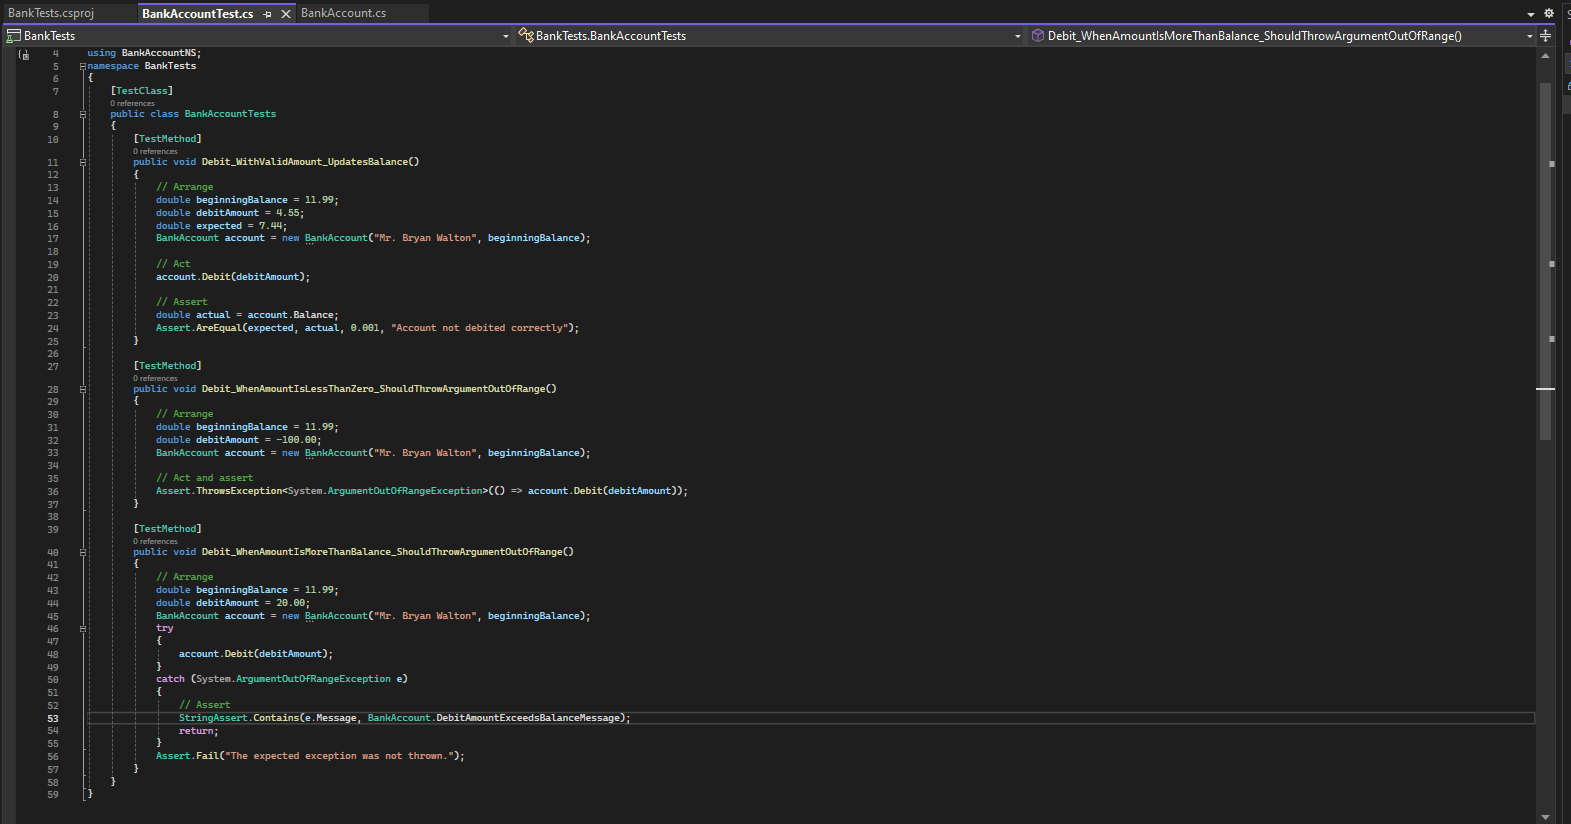 BankTests.csproj
BankAccountTest.cs
BankAccount.cs
BankTests
BankTests.BankAccountTests
Debit_WhenAmountIsMoreThanBalance_ShouldThrowArgumentOutOfRange()
4 using BankAccountNS;
5 namespace BankTests
6 {
7 [TestClass]
0 references
8 public class BankAccountTests
9 {
10 [TestMethod]
0 references
11 public void Debit_WithValidAmount_UpdatesBalance()
12 {
13 // Arrange
14 double beginningBalance = 11.99;
15 double debitAmount = 4.55;
16 double expected = 7.44;
17 BankAccount account = new BankAccount("Mr. Bryan Walton", beginningBalance);
18
19 // Act
20 account.Debit(debitAmount);
21
22 // Assert
23 double actual = account.Balance;
24 Assert.AreEqual(expected, actual, 0.001, "Account not debited correctly");
25 }
26
27 [TestMethod]
0 references
28 public void Debit_WhenAmountIsLessThanZero_ShouldThrowArgumentOutOfRange()
29 {
30 // Arrange
31 double beginningBalance = 11.99;
32 double debitAmount = -100.00;
33 BankAccount account = new BankAccount("Mr. Bryan Walton", beginningBalance);
34
35 // Act and assert
36 Assert.ThrowsException<System.ArgumentOutOfRangeException>(() => account.Debit(debitAmount));
37 }
38
39 [TestMethod]
0 references
40 public void Debit_WhenAmountIsMoreThanBalance_ShouldThrowArgumentOutOfRange()
41 {
42 // Arrange
43 double beginningBalance = 11.99;
44 double debitAmount = 20.00;
45 BankAccount account = new BankAccount("Mr. Bryan Walton", beginningBalance);
46 try
47 {
48 account.Debit(debitAmount);
49 }
50 catch (System.ArgumentOutOfRangeException e)
51 {
52 // Assert
53 StringAssert.Contains(e.Message, BankAccount.DebitAmountExceedsBalanceMessage);
54 return;
55 }
56 Assert.Fail("The expected exception was not thrown.");
57 }
58 }
59 }